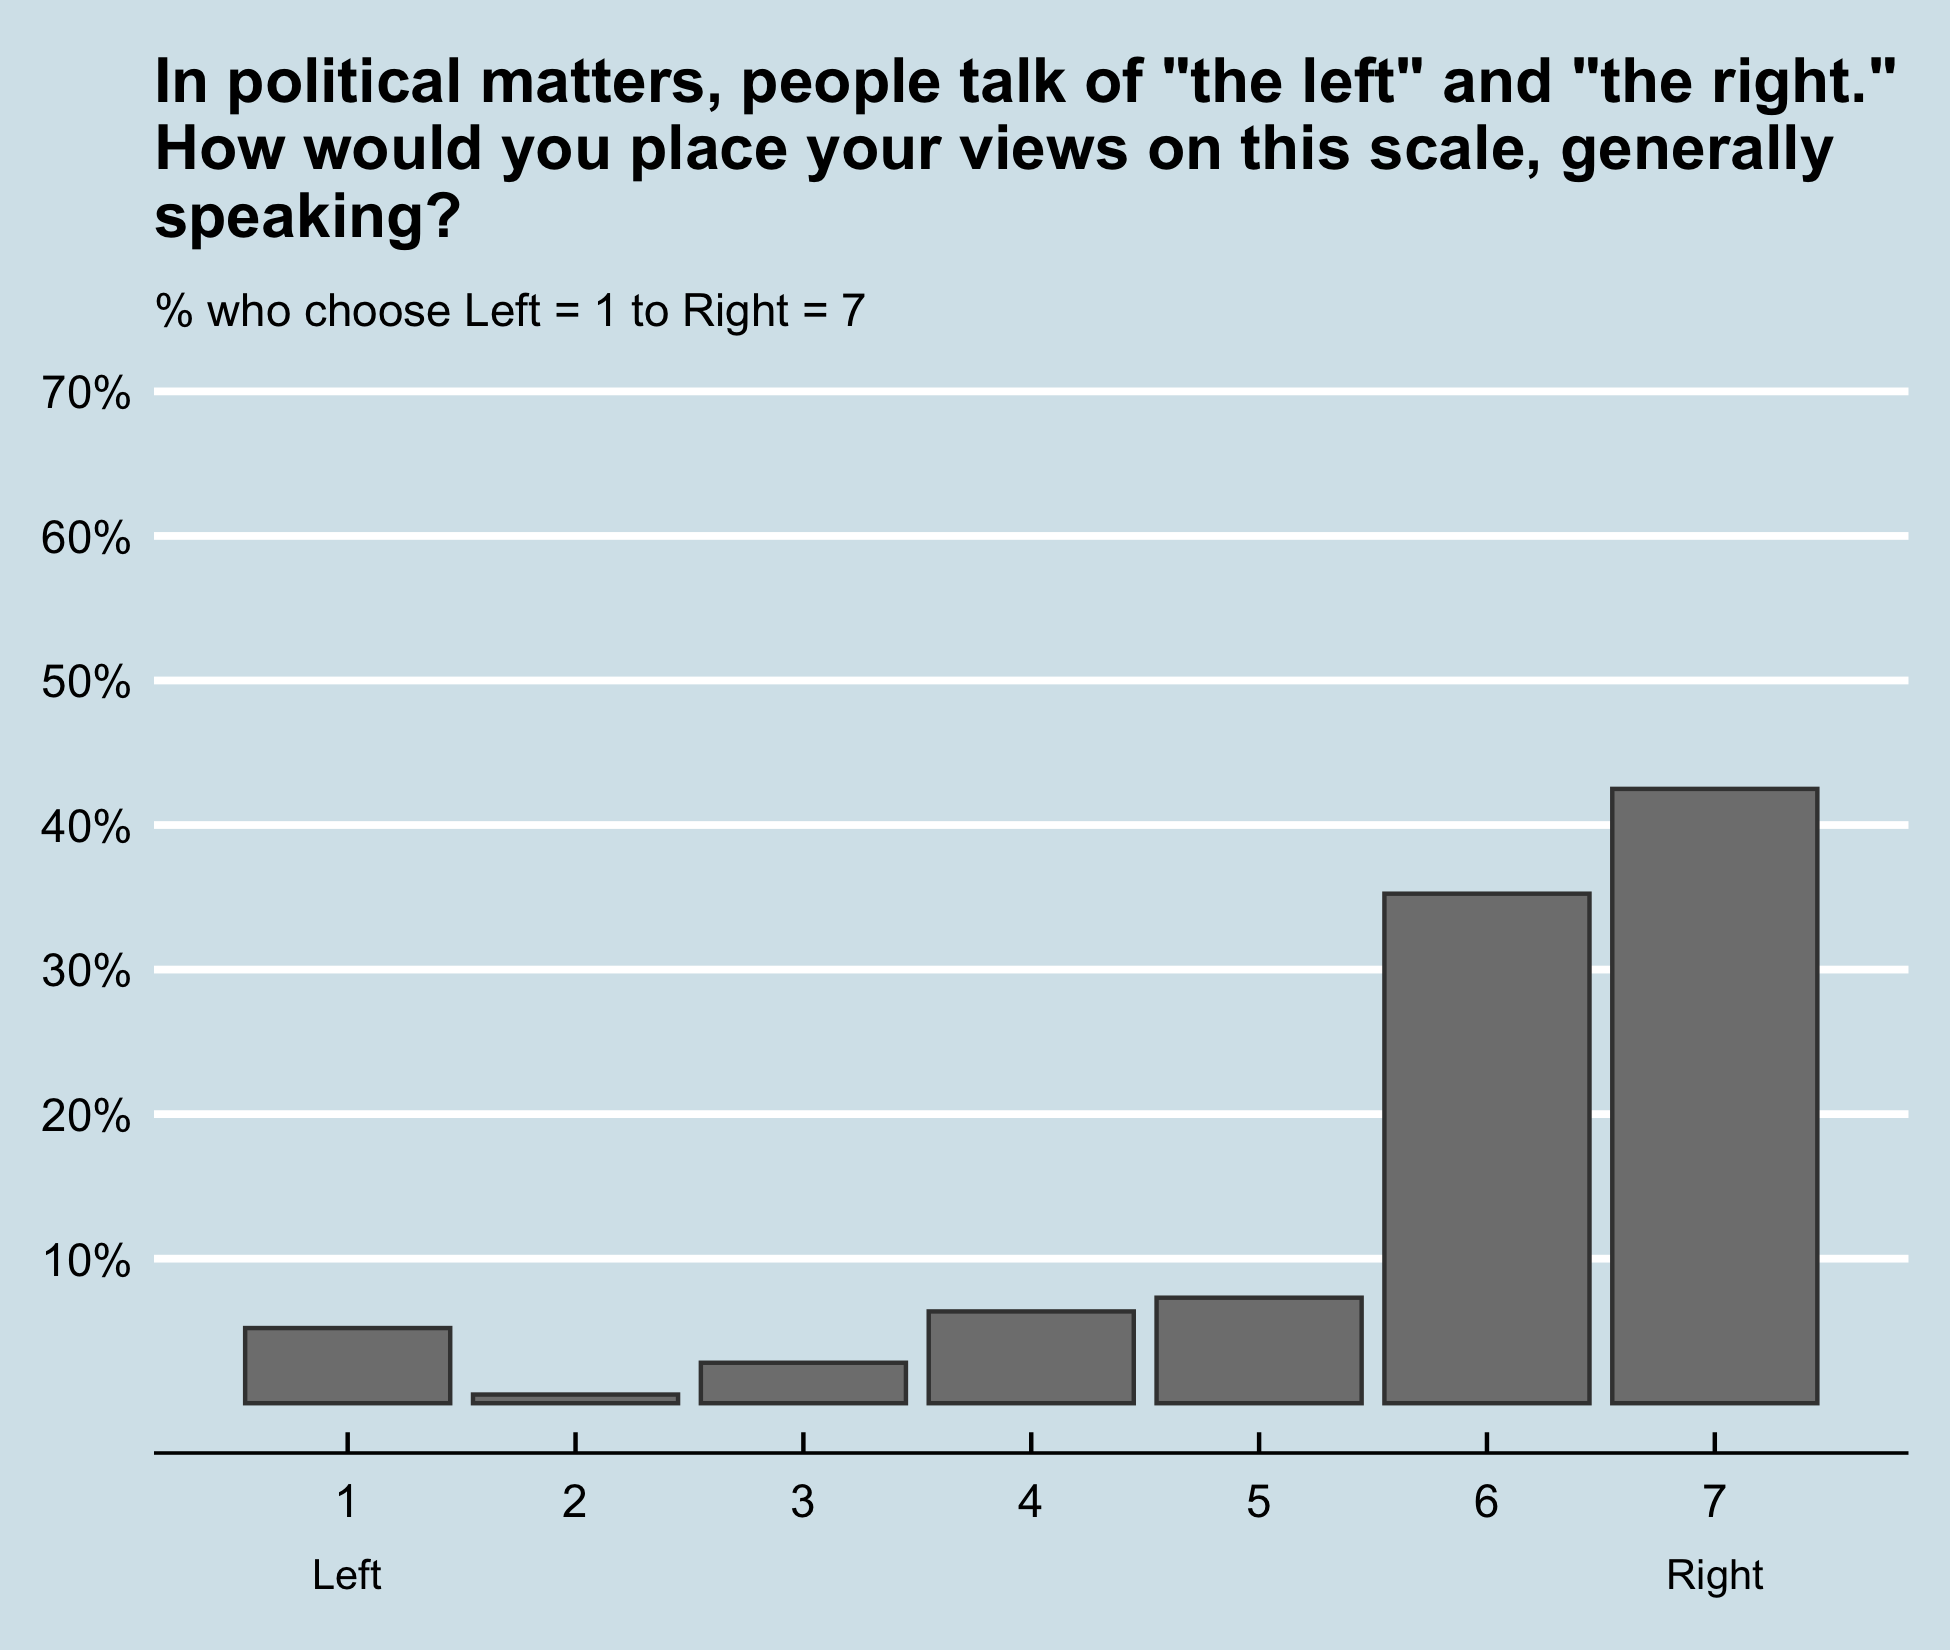 In political matters, people talk of "the left" and "the right."
How would you place your views on this scale, generally
speaking?
% who choose Left = 1 to Right = 7
70%
60%
50%
40%
30%
20%
10%
1 2 3 4 5 6 7
Left Right